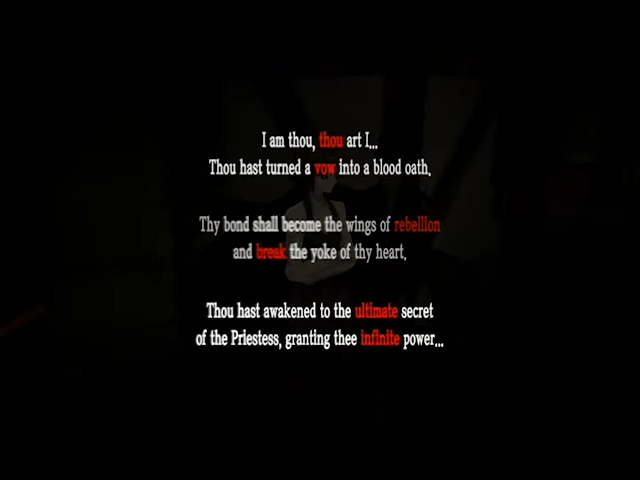 I am thou, thou art I...
Thou hast turned a vow into a blood oath.
Thy bond shall become the wings of rebellion
and break the yoke of thy heart.
Thou hast awakened to the ultimate secret
of the Priestess, granting thee infinite power...